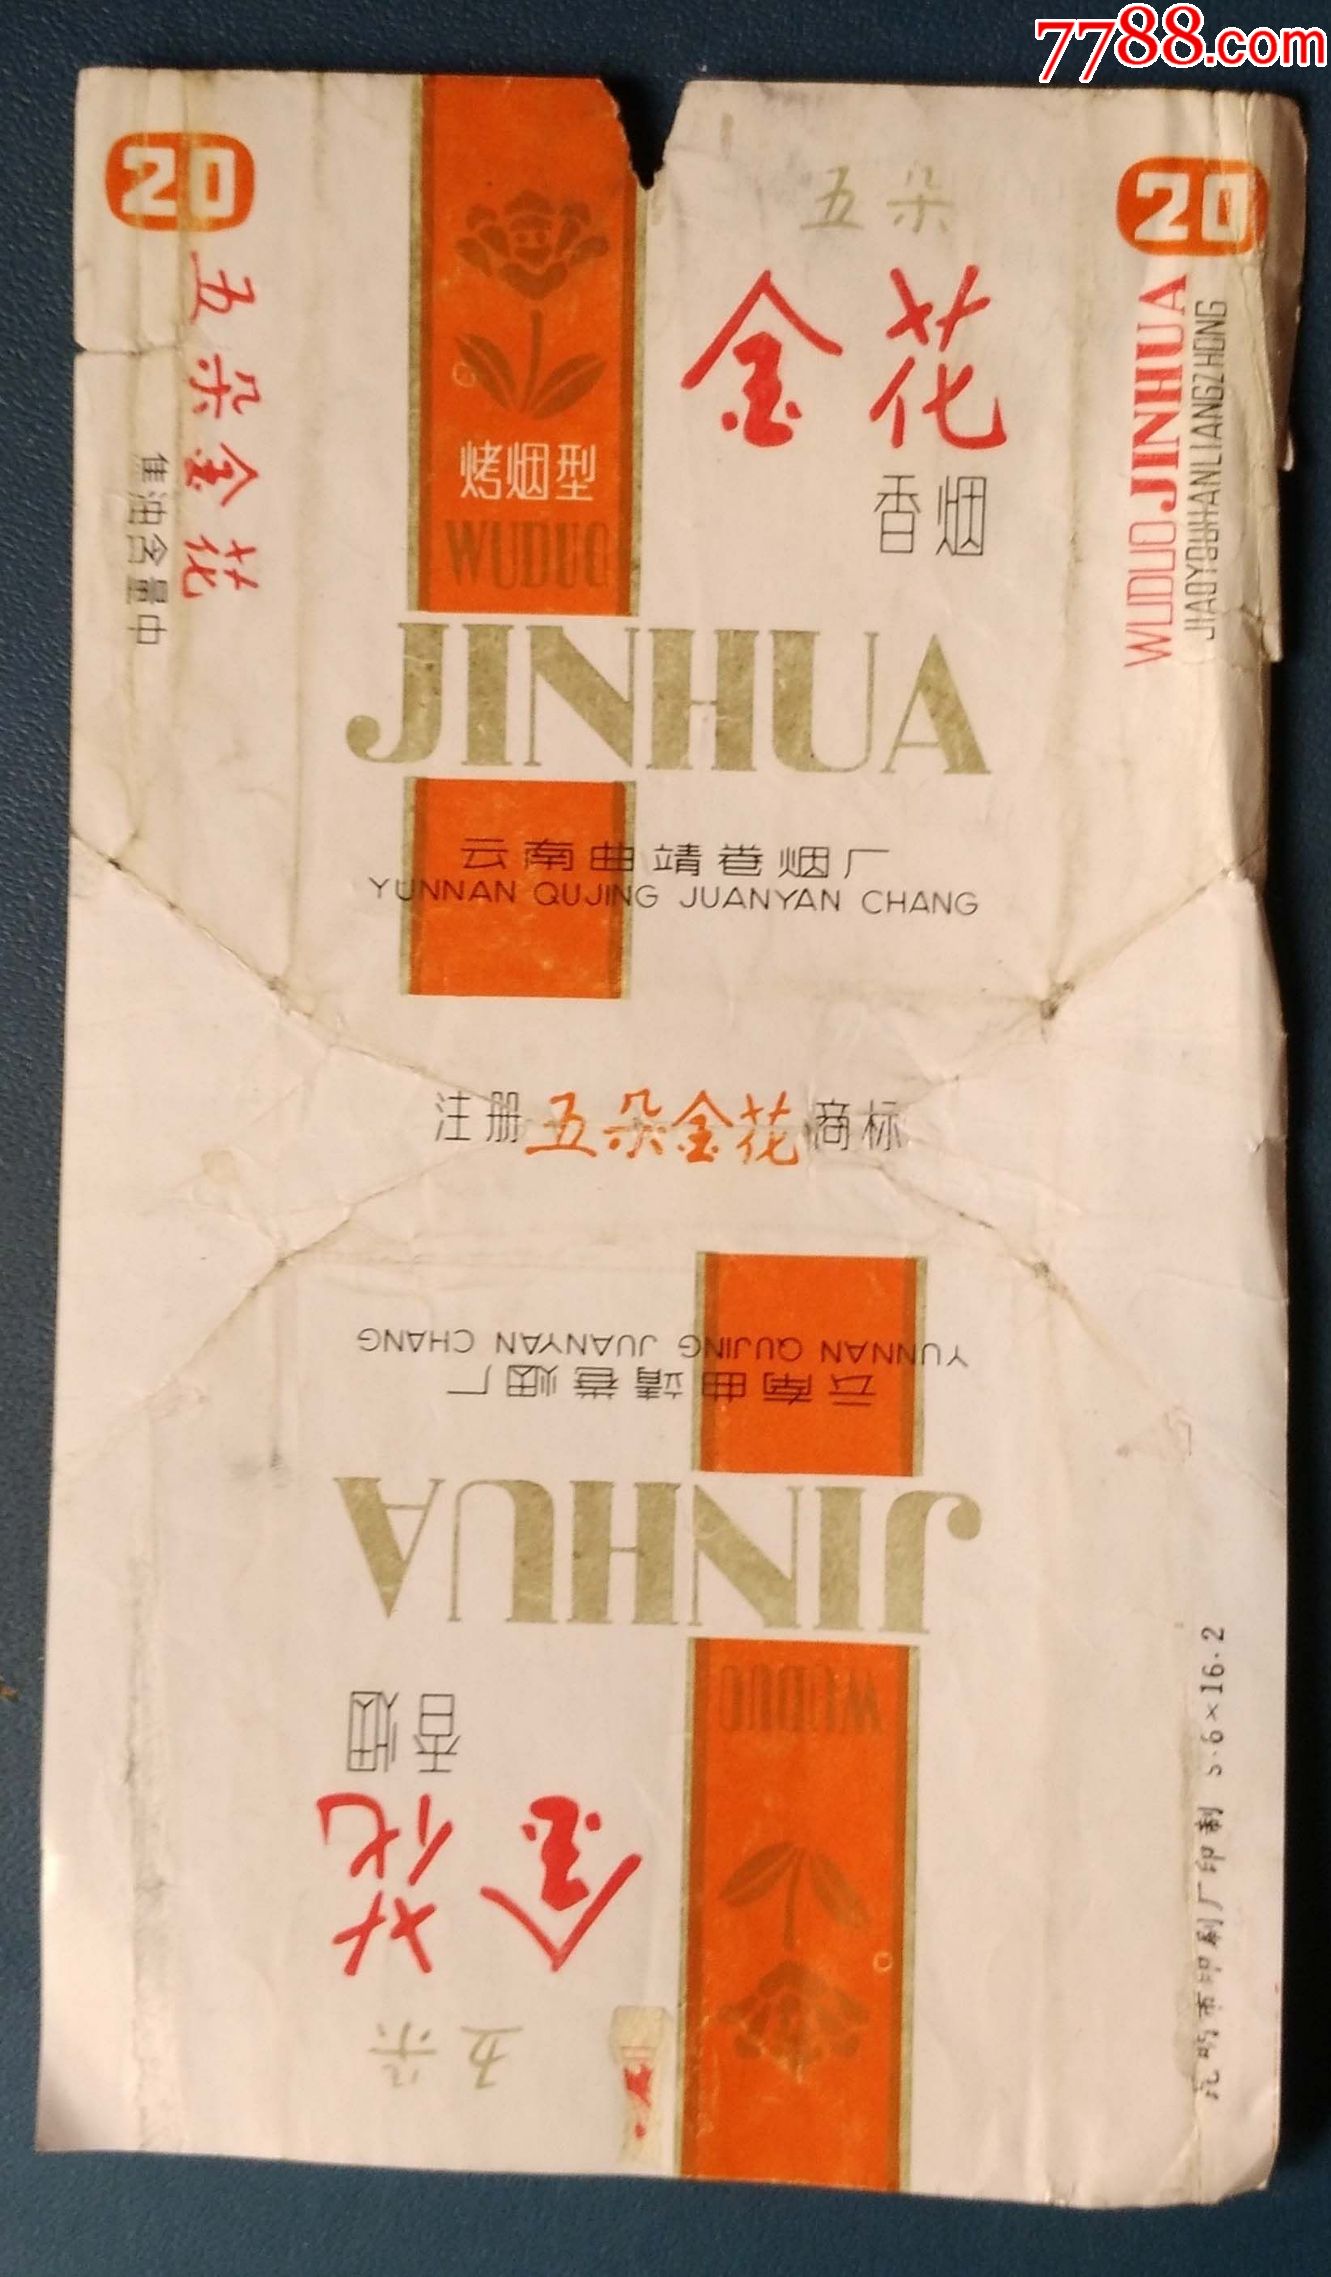 7788.com
20
五朵金花
焦油含量中
烤烟型
WUDUO
五朵
金花
香烟
JINHUA
云南曲靖卷烟厂
YUNNAN QUJING JUANYAN CHANG
20
WUDUO JINHUA
JIAOYOUHANLIANGZHONG
注册 五朵金花 商标
YUNNAN QUJING JUANYAN CHANG
云南曲靖卷烟厂
JINHUA
WUDUO
香烟
金花
五朵
市印刷厂印制 S·6×16·2